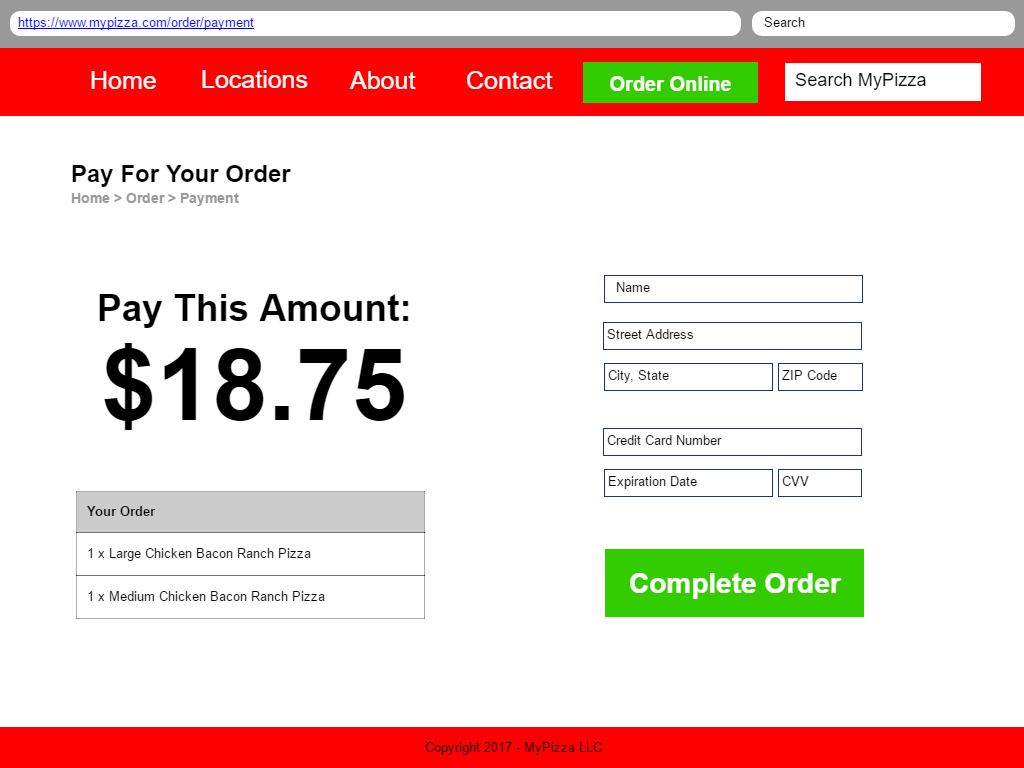 https://www.mypizza.com/order/payment
Search
Home
Locations
About
Contact
Order Online
Search MyPizza
Pay For Your Order
Home > Order > Payment
Pay This Amount:
$18.75
Your Order
1 x Large Chicken Bacon Ranch Pizza
1 x Medium Chicken Bacon Ranch Pizza
Name
Street Address
City, State
ZIP Code
Credit Card Number
Expiration Date
CVV
Complete Order
Copyright 2017 - MyPizza LLC